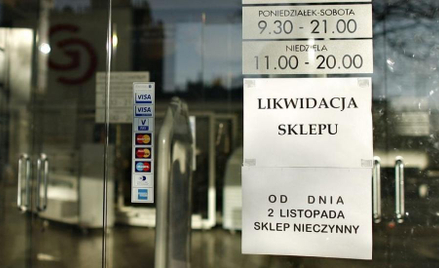 PONIEDZIAŁEK-SOBOTA
9.30 - 21.00
NIEDZIELA
11.00 - 20.00
LIKWIDACJA
SKLEPU
OD DNIA
2 LISTOPADA
SKLEP NIECZYNNY
VISA
VISA